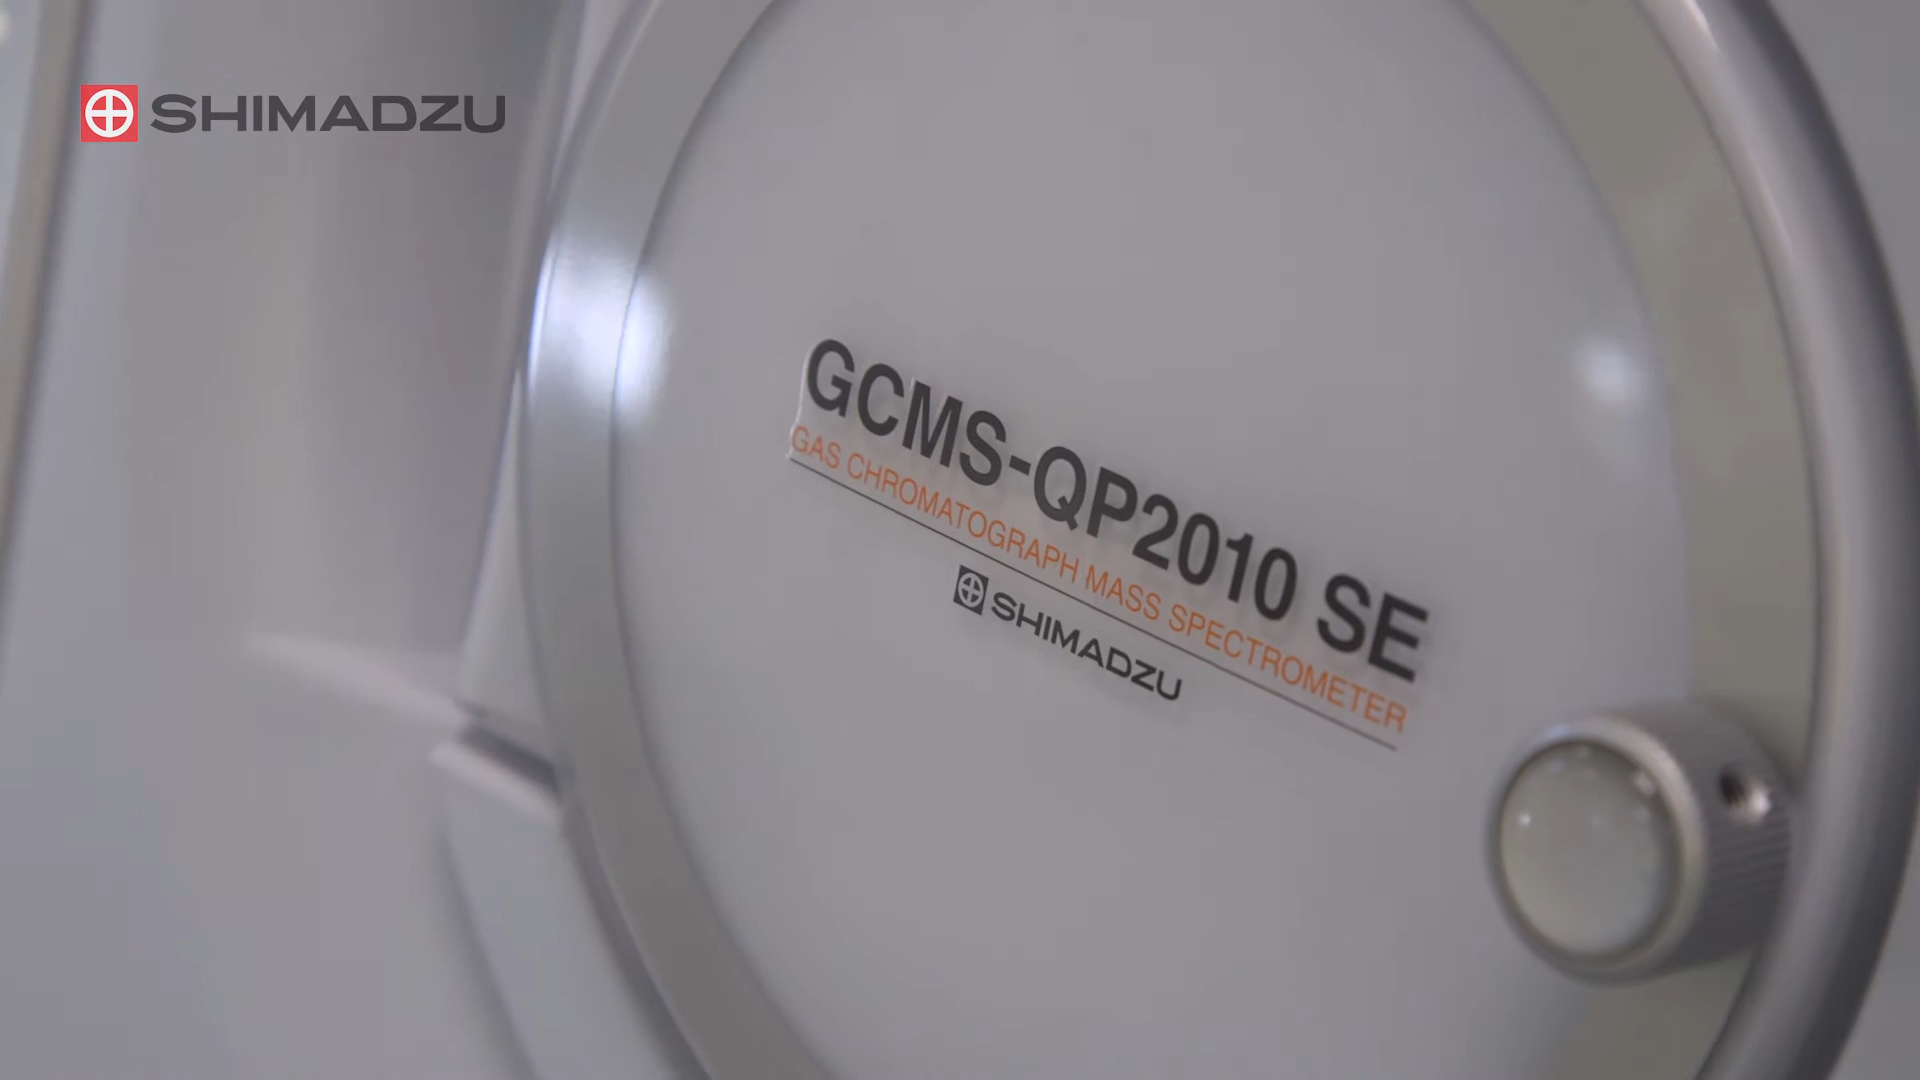 SHIMADZU
GCMS-QP2010 SE
GAS CHROMATOGRAPH MASS SPECTROMETER
SHIMADZU